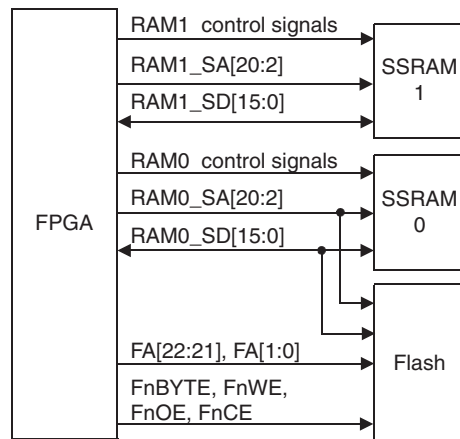 RAM1 control signals
RAM1_SA[20:2]
RAM1_SD[15:0]
SSRAM
1
RAM0 control signals
RAM0_SA[20:2]
RAM0_SD[15:0]
SSRAM
0
FPGA
FA[22:21], FA[1:0]
FnBYTE, FnWE,
FnOE, FnCE
Flash